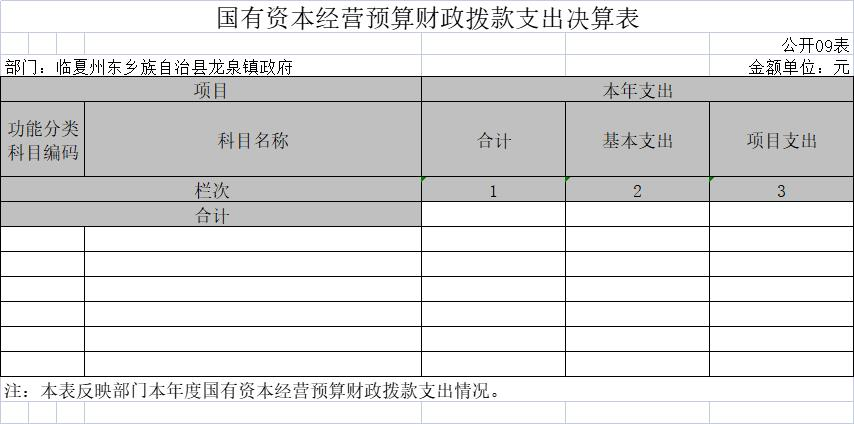 国有资本经营预算财政拨款支出决算表
公开09表
部门：临夏州东乡族自治县龙泉镇政府 金额单位：元
项目 本年支出
功能分类
科目编码 科目名称 合计 基本支出 项目支出
栏次 1 2 3
合计
注：本表反映部门本年度国有资本经营预算财政拨款支出情况。